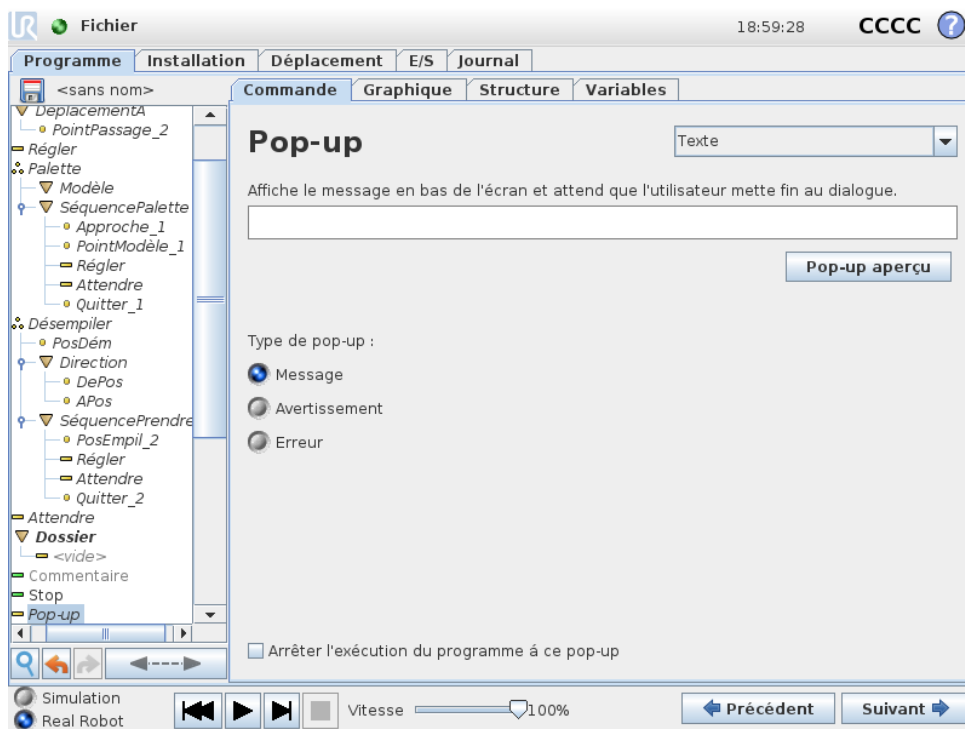 UR Fichier 18:59:28 CCCC ?
Programme Installation Déplacement E/S Journal
<sans nom> Commande Graphique Structure Variables
DéplacementA
PointPassage_2
Régler
Palette
Modèle
SéquencePalette
Approche_1
PointModèle_1
Régler
Attendre
Quitter_1
Désempiler
PosDém
Direction
DePos
APos
SéquencePrendre
PosEmpil_2
Régler
Attendre
Quitter_2
Attendre
Dossier
<vide>
Commentaire
Stop
Pop-up
Pop-up Texte
Affiche le message en bas de l'écran et attend que l'utilisateur mette fin au dialogue.
Pop-up aperçu
Type de pop-up :
Message
Avertissement
Erreur
Arrêter l'exécution du programme á ce pop-up
Simulation
Real Robot
Vitesse 100% Précédent Suivant